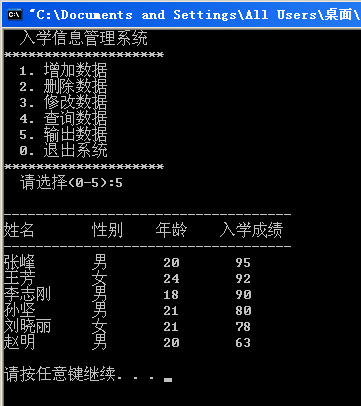 "C:\Documents and Settings\All Users\桌面\
入学信息管理系统
********************
1. 增加数据
2. 删除数据
3. 修改数据
4. 查询数据
5. 输出数据
0. 退出系统
********************
请选择(0-5):5
------------------------------------
姓名 性别 年龄 入学成绩
------------------------------------
张峰 男 20 95
王芳 女 24 92
李志刚 男 18 90
孙坚 男 21 80
刘晓丽 女 21 78
赵明 男 20 63
请按任意键继续. . .